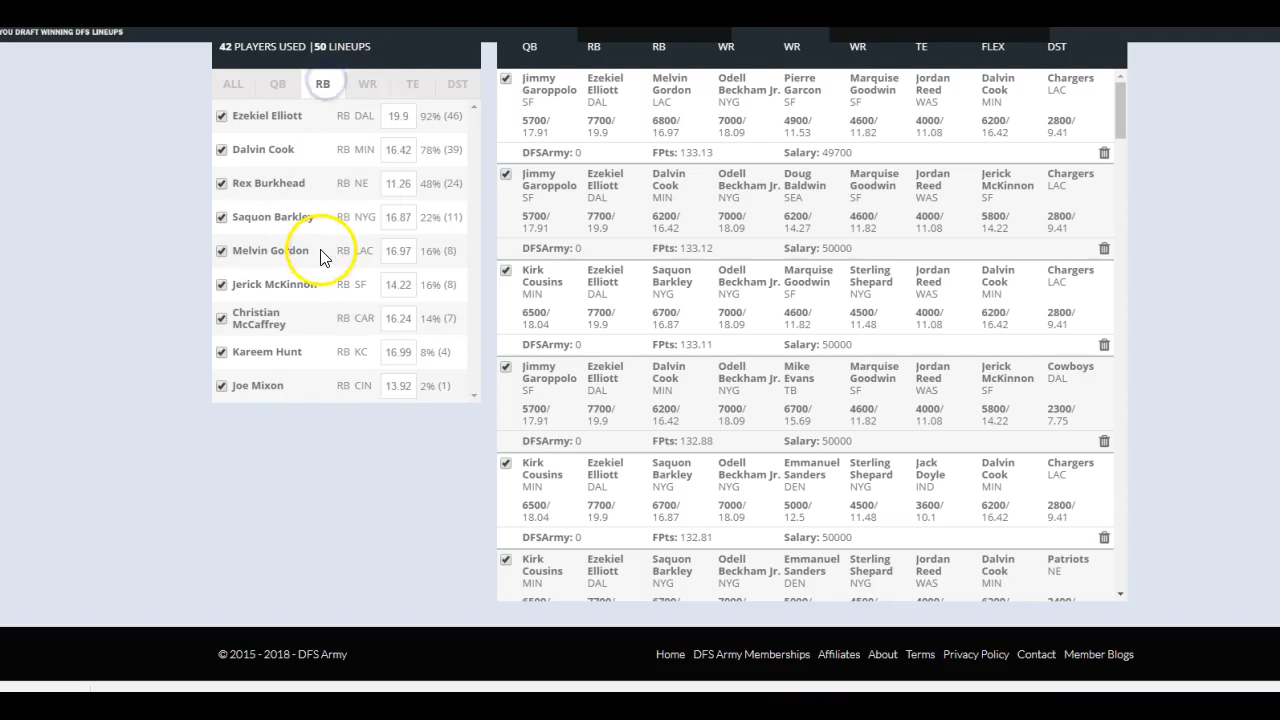 YOU DRAFT WINNING DFS LINEUPS
42 PLAYERS USED |50 LINEUPS
ALL QB RB WR TE DST
Ezekiel Elliott RB DAL 19.9 92% (46)
Dalvin Cook RB MIN 16.42 78% (39)
Rex Burkhead RB NE 11.26 48% (24)
Saquon Barkley RB NYG 16.87 22% (11)
Melvin Gordon RB LAC 16.97 16% (8)
Jerick McKinnon RB SF 14.22 16% (8)
Christian McCaffrey RB CAR 16.24 14% (7)
Kareem Hunt RB KC 16.99 8% (4)
Joe Mixon RB CIN 13.92 2% (1)
QB RB RB WR WR WR TE FLEX DST
Jimmy Ezekiel Melvin Odell Pierre Marquise Jordan Dalvin Chargers
Garoppolo Elliott Gordon Beckham Jr. Garcon Goodwin Reed Cook LAC
SF DAL LAC NYG SF SF WAS MIN
5700/ 7700/ 6800/ 7000/ 4900/ 4600/ 4000/ 6200/ 2800/
17.91 19.9 16.97 18.09 11.53 11.82 11.08 16.42 9.41
DFSArmy: 0 FPts: 133.13 Salary: 49700
Jimmy Ezekiel Dalvin Odell Doug Marquise Jordan Jerick Chargers
Garoppolo Elliott Cook Beckham Jr. Baldwin Goodwin Reed McKinnon LAC
SF DAL MIN NYG SEA SF WAS SF
5700/ 7700/ 6200/ 7000/ 6200/ 4600/ 4000/ 5800/ 2800/
17.91 19.9 16.42 18.09 14.27 11.82 11.08 14.22 9.41
DFSArmy: 0 FPts: 133.12 Salary: 50000
Kirk Ezekiel Saquon Odell Marquise Sterling Jordan Dalvin Chargers
Cousins Elliott Barkley Beckham Jr. Goodwin Shepard Reed Cook LAC
MIN DAL NYG NYG SF NYG WAS MIN
6500/ 7700/ 6700/ 7000/ 4600/ 4500/ 4000/ 6200/ 2800/
18.04 19.9 16.87 18.09 11.82 11.48 11.08 16.42 9.41
DFSArmy: 0 FPts: 133.11 Salary: 50000
Jimmy Ezekiel Dalvin Odell Mike Marquise Jordan Jerick Cowboys
Garoppolo Elliott Cook Beckham Jr. Evans Goodwin Reed McKinnon DAL
SF DAL MIN NYG TB SF WAS SF
5700/ 7700/ 6200/ 7000/ 6700/ 4600/ 4000/ 5800/ 2300/
17.91 19.9 16.42 18.09 15.69 11.82 11.08 14.22 7.75
DFSArmy: 0 FPts: 132.88 Salary: 50000
Kirk Ezekiel Saquon Odell Emmanuel Sterling Jack Dalvin Chargers
Cousins Elliott Barkley Beckham Jr. Sanders Shepard Doyle Cook LAC
MIN DAL NYG NYG DEN NYG IND MIN
6500/ 7700/ 6700/ 7000/ 5000/ 4500/ 3600/ 6200/ 2800/
18.04 19.9 16.87 18.09 12.5 11.48 10.1 16.42 9.41
DFSArmy: 0 FPts: 132.81 Salary: 50000
Kirk Ezekiel Saquon Odell Emmanuel Sterling Jordan Dalvin Patriots
Cousins Elliott Barkley Beckham Jr. Sanders Shepard Reed Cook NE
MIN DAL NYG NYG DEN NYG WAS MIN
© 2015 - 2018 - DFS Army Home DFS Army Memberships Affiliates About Terms Privacy Policy Contact Member Blogs